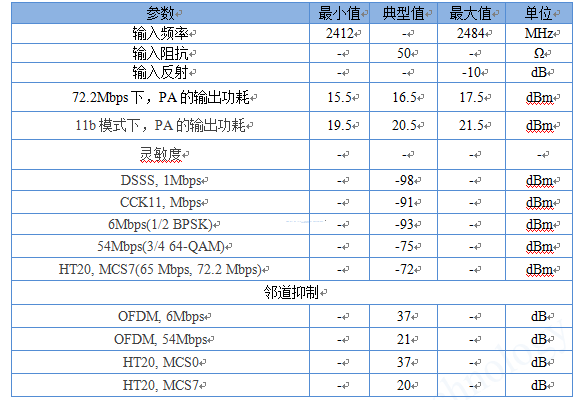 参数 最小值 典型值 最大值 单位
输入频率 2412 - 2484 MHz
输入阻抗 - 50 - Ω
输入反射 - - -10 dB
72.2Mbps 下，PA 的输出功耗 15.5 16.5 17.5 dBm
11b 模式下，PA 的输出功耗 19.5 20.5 21.5 dBm
灵敏度 - - - -
DSSS, 1Mbps - -98 - dBm
CCK11, Mbps - -91 - dBm
6Mbps(1/2 BPSK) - -93 - dBm
54Mbps(3/4 64-QAM) - -75 - dBm
HT20, MCS7(65 Mbps, 72.2 Mbps) - -72 - dBm
邻道抑制
OFDM, 6Mbps - 37 - dB
OFDM, 54Mbps - 21 - dB
HT20, MCS0 - 37 - dB
HT20, MCS7 - 20 - dB